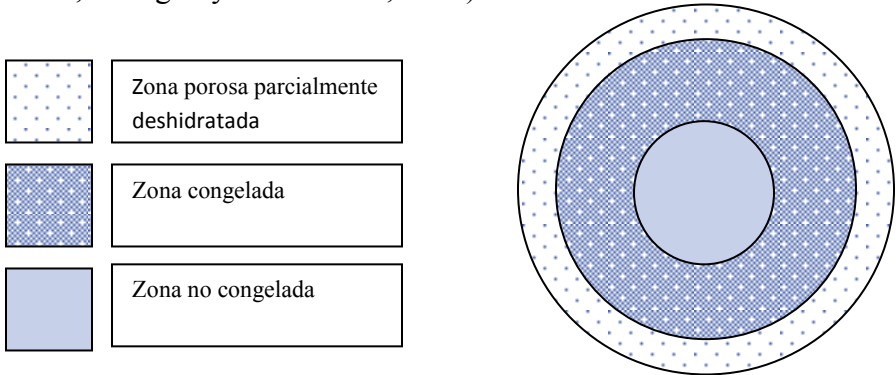 Zona porosa parcialmente
deshidratada
Zona congelada
Zona no congelada